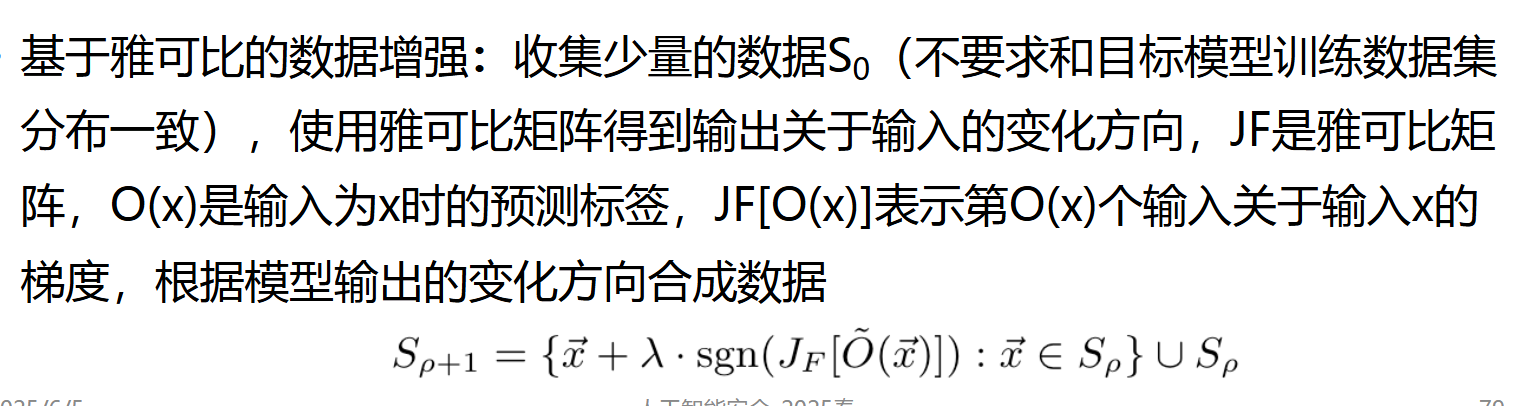 基于雅可比的数据增强：收集少量的数据S₀（不要求和目标模型训练数据集
分布一致），使用雅可比矩阵得到输出关于输入的变化方向，JF是雅可比矩
阵，O(x)是输入为x时的预测标签，JF[O(x)]表示第O(x)个输入关于输入x的
梯度，根据模型输出的变化方向合成数据
$S_{\rho+1} = \{\vec{x} + \lambda \cdot \text{sgn}(J_F[\tilde{O}(\vec{x})]) : \vec{x} \in S_\rho\} \cup S_\rho$